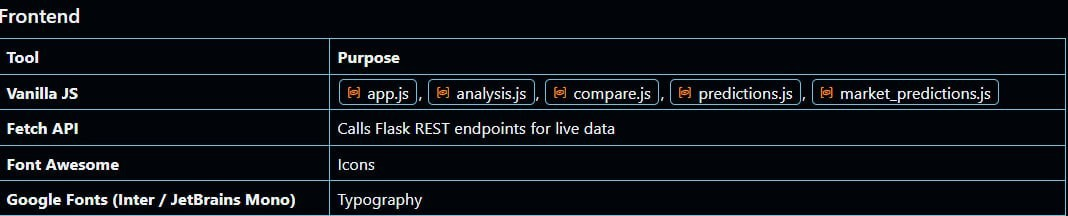 Frontend
Tool Purpose
Vanilla JS app.js, analysis.js, compare.js, predictions.js, market_predictions.js
Fetch API Calls Flask REST endpoints for live data
Font Awesome Icons
Google Fonts (Inter / JetBrains Mono) Typography